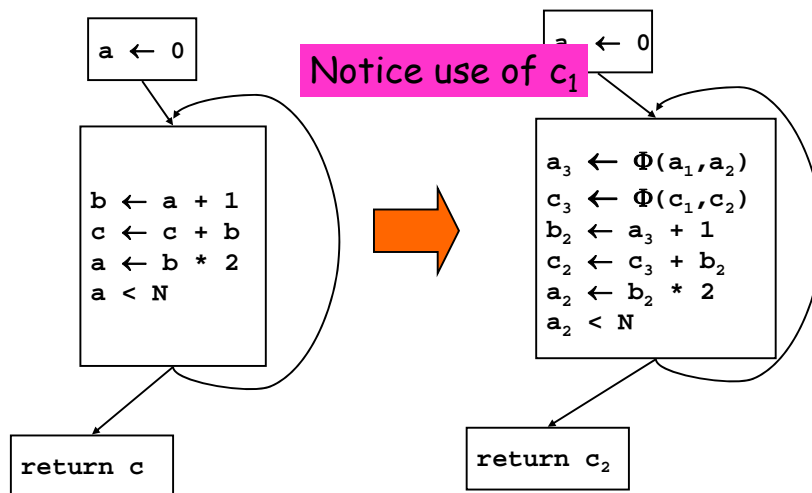 a ← 0
b ← a + 1
c ← c + b
a ← b * 2
a < N
return c
Notice use of c₁
← 0
a₃ ← Φ(a₁,a₂)
c₃ ← Φ(c₁,c₂)
b₂ ← a₃ + 1
c₂ ← c₃ + b₂
a₂ ← b₂ * 2
a₂ < N
return c₂